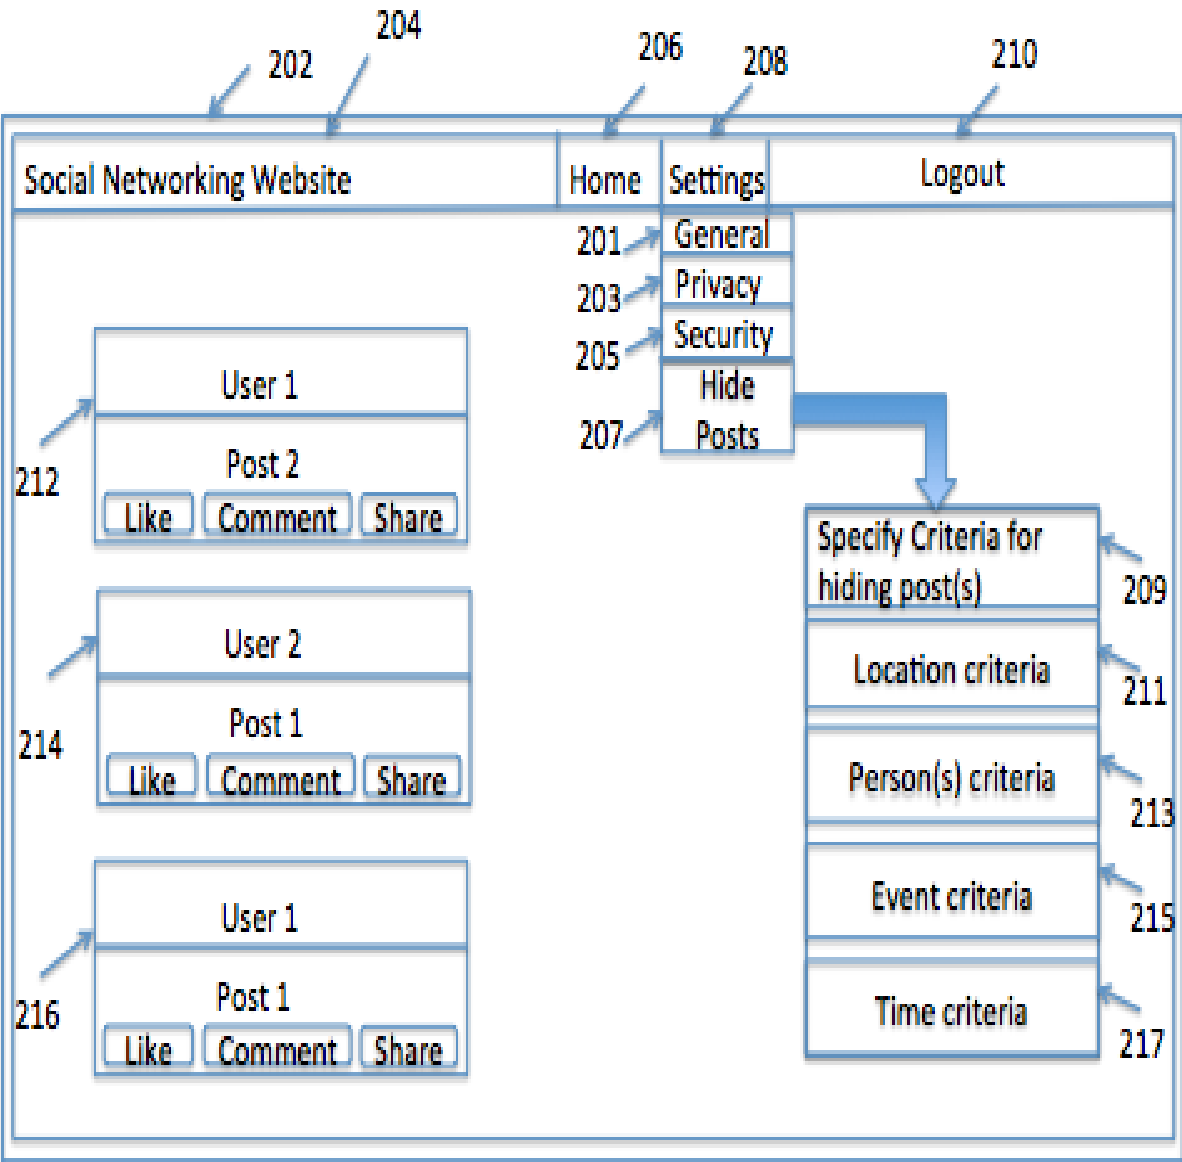 204
202
206
208
210
Social Networking Website
Home
Settings
Logout
201
General
203
Privacy
205
Security
207
Hide
Posts
212
User 1
Post 2
Like
Comment
Share
214
User 2
Post 1
Like
Comment
Share
216
User 1
Post 1
Like
Comment
Share
Specify Criteria for
hiding post(s)
209
Location criteria
211
Person(s) criteria
213
Event criteria
215
Time criteria
217